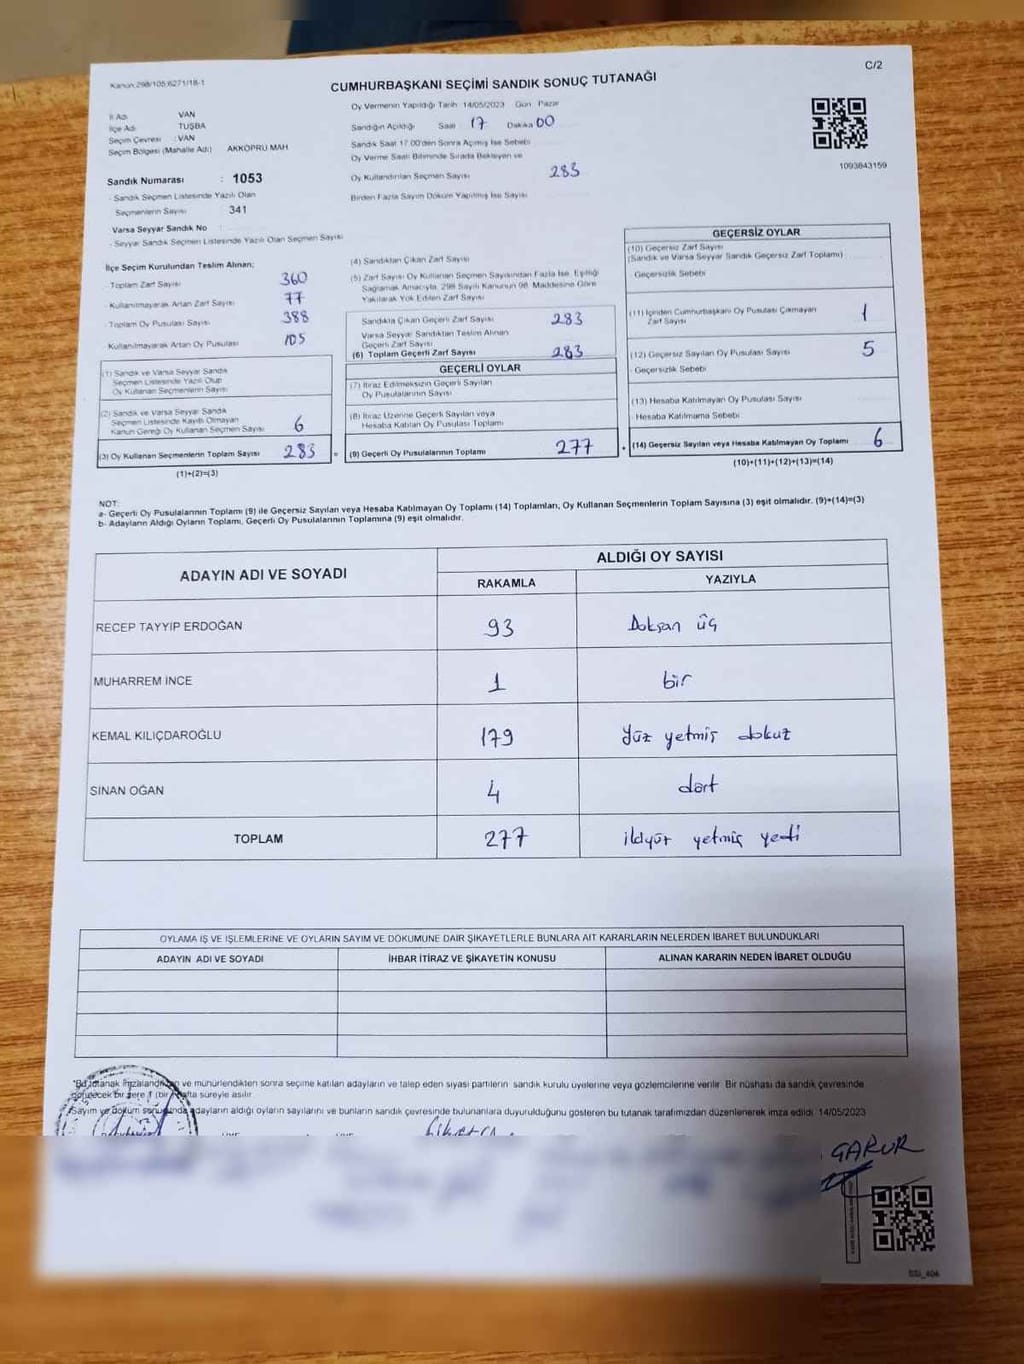 Kanun 298/105,6271/18-1
C/2
CUMHURBAŞKANI SEÇİMİ SANDIK SONUÇ TUTANAĞI
İl Adı VAN
İlçe Adı TUŞBA
Seçim Çevresi : VAN
Seçim Bölgesi (Mahalle Adı) AKKÖPRÜ MAH
Sandık Numarası : 1053
- Sandık Seçmen Listesinde Yazılı Olan
Seçmenlerin Sayısı 341
Varsa Seyyar Sandık No
- Seyyar Sandık Seçmen Listesinde Yazılı Olan Seçmen Sayısı
Oy Vermenin Yapıldığı Tarih 14/05/2023 Gün Pazar
Sandığın Açıldığı Saat 17 Dakika 00
Sandık Saat 17.00'den Sonra Açılmış İse Sebebi
Oy Verme Saati Bitiminde Sırada Bekleyen ve
Oy Kullandırılan Seçmen Sayısı 283
Birden Fazla Sayım Döküm Yapılmış İse Sayısı
1093643159
İlçe Seçim Kurulundan Teslim Alınan;
- Toplam Zarf Sayısı 360
- Kullanılmayarak Artan Zarf Sayısı 77
- Toplam Oy Pusulası Sayısı 388
- Kullanılmayarak Artan Oy Pusulası 105
(1) Sandık ve Varsa Seyyar Sandık
Seçmen Listesinde Yazılı Olup
Oy Kullanan Seçmenlerin Sayısı
(2) Sandık ve Varsa Seyyar Sandık
Seçmen Listesinde Kayıtlı Olmayan
Kanun Gereği Oy Kullanan Seçmen Sayısı 6
(3) Oy Kullanan Seçmenlerin Toplam Sayısı 283
(1)+(2)=(3)
(4) Sandıktan Çıkan Zarf Sayısı
(5) Zarf Sayısı Oy Kullanan Seçmen Sayısından Fazla İse, Eşitliği
Sağlamak Amacıyla, 298 Sayılı Kanunun 98. Maddesine Göre
Yakılarak Yok Edilen Zarf Sayısı
Sandıkta Çıkan Geçerli Zarf Sayısı 283
Varsa Seyyar Sandıktan Teslim Alınan
Geçerli Zarf Sayısı
(6) Toplam Geçerli Zarf Sayısı 283
GEÇERLİ OYLAR
(7) İtiraz Edilmeksizin Geçerli Sayılan
Oy Pusulalarının Sayısı
(8) İtiraz Üzerine Geçerli Sayılan veya
Hesaba Katılan Oy Pusulası Toplamı
= (9) Geçerli Oy Pusulalarının Toplamı 277 +
GEÇERSİZ OYLAR
(10) Geçersiz Zarf Sayısı
(Sandık ve Varsa Seyyar Sandık Geçersiz Zarf Toplamı)
- Geçersizlik Sebebi
(11) İçinden Cumhurbaşkanı Oy Pusulası Çıkmayan
Zarf Sayısı 1
(12) Geçersiz Sayılan Oy Pusulası Sayısı 5
- Geçersizlik Sebebi
(13) Hesaba Katılmayan Oy Pusulası Sayısı
Hesaba Katılmama Sebebi
(14) Geçersiz Sayılan veya Hesaba Katılmayan Oy Toplamı 6
(10)+(11)+(12)+(13)=(14)
NOT:
a- Geçerli Oy Pusulalarının Toplamı (9) ile Geçersiz Sayılan veya Hesaba Katılmayan Oy Toplamı (14) Toplamları, Oy Kullanan Seçmenlerin Toplam Sayısına (3) eşit olmalıdır. (9)+(14)=(3)
b- Adayların Aldığı Oyların Toplamı, Geçerli Oy Pusulalarının Toplamına (9) eşit olmalıdır.
ADAYIN ADI VE SOYADI
ALDIĞI OY SAYISI
RAKAMLA YAZIYLA
RECEP TAYYİP ERDOĞAN 93 Doksan üç
MUHARREM İNCE 1 bir
KEMAL KILIÇDAROĞLU 179 Yüz yetmiş dokuz
SİNAN OĞAN 4 dört
TOPLAM 277 ikiyüz yetmiş yedi
OYLAMA İŞ VE İŞLEMLERİNE VE OYLARIN SAYIM VE DÖKÜMÜNE DAİR ŞİKAYETLERLE BUNLARA AİT KARARLARIN NELERDEN İBARET BULUNDUKLARI
ADAYIN ADI VE SOYADI İHBAR İTİRAZ VE ŞİKAYETİN KONUSU ALINAN KARARIN NEDEN İBARET OLDUĞU
*Bu tutanak imzalandıktan ve mühürlendikten sonra seçime katılan adayların ve talep eden siyasi partilerin sandık kurulu üyelerine veya gözlemcilerine verilir. Bir nüshası da sandık çevresinde
görülecek bir yere 1 (bir) hafta süreyle asılır.
*Sayım ve döküm sonucunda adayların aldığı oyların sayılarını ve bunların sandık çevresinde bulunanlara duyurulduğunu gösteren bu tutanak tarafımızdan düzenlenerek imza edildi. 14/05/2023
GARUR